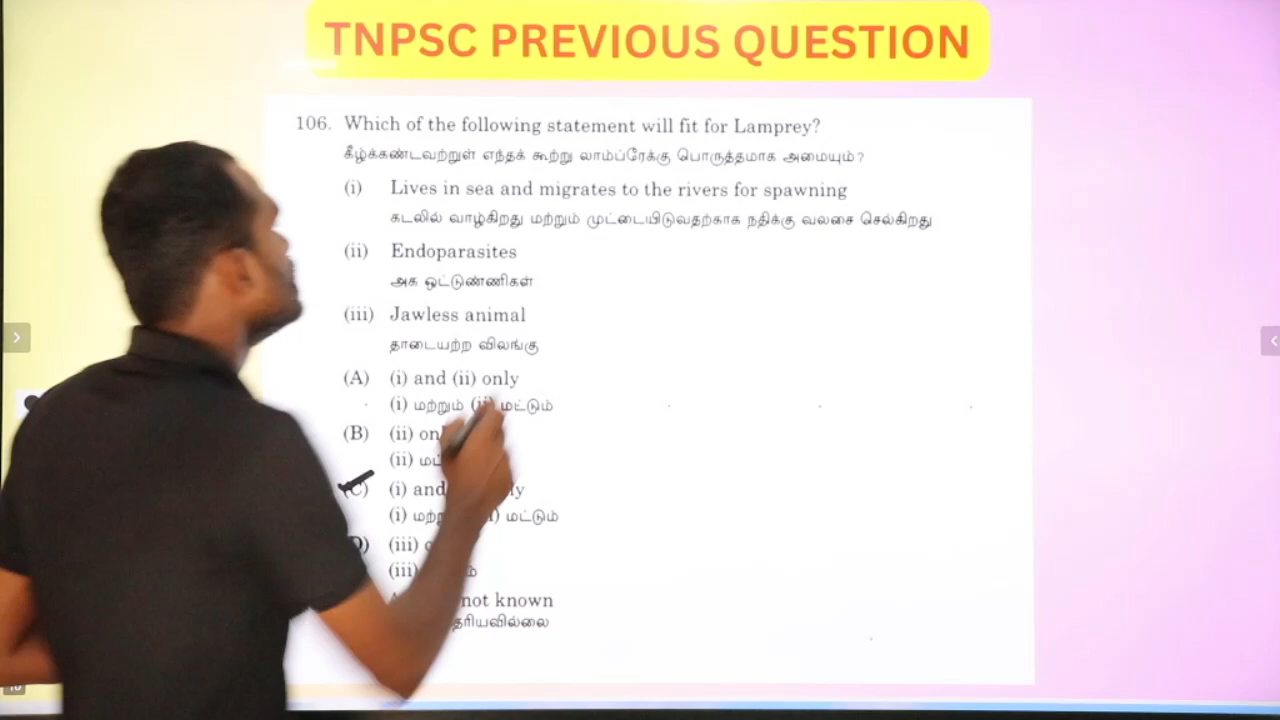 TNPSC PREVIOUS QUESTION
106. Which of the following statement will fit for Lamprey?
கீழ்க்கண்டவற்றுள் எந்தக் கூற்று லாம்ப்ரேக்கு பொருத்தமாக அமையும்?
(i) Lives in sea and migrates to the rivers for spawning
கடலில் வாழ்கிறது மற்றும் முட்டையிடுவதற்காக நதிக்கு வலசை செல்கிறது
(ii) Endoparasites
அக ஒட்டுண்ணிகள்
(iii) Jawless animal
தாடையற்ற விலங்கு
(A) (i) and (ii) only
(i) மற்றும் (ii) மட்டும்
(B) (ii)
(ii)
(C) (i) and
(i) மட்டும்
(iii)
(iii)
not known